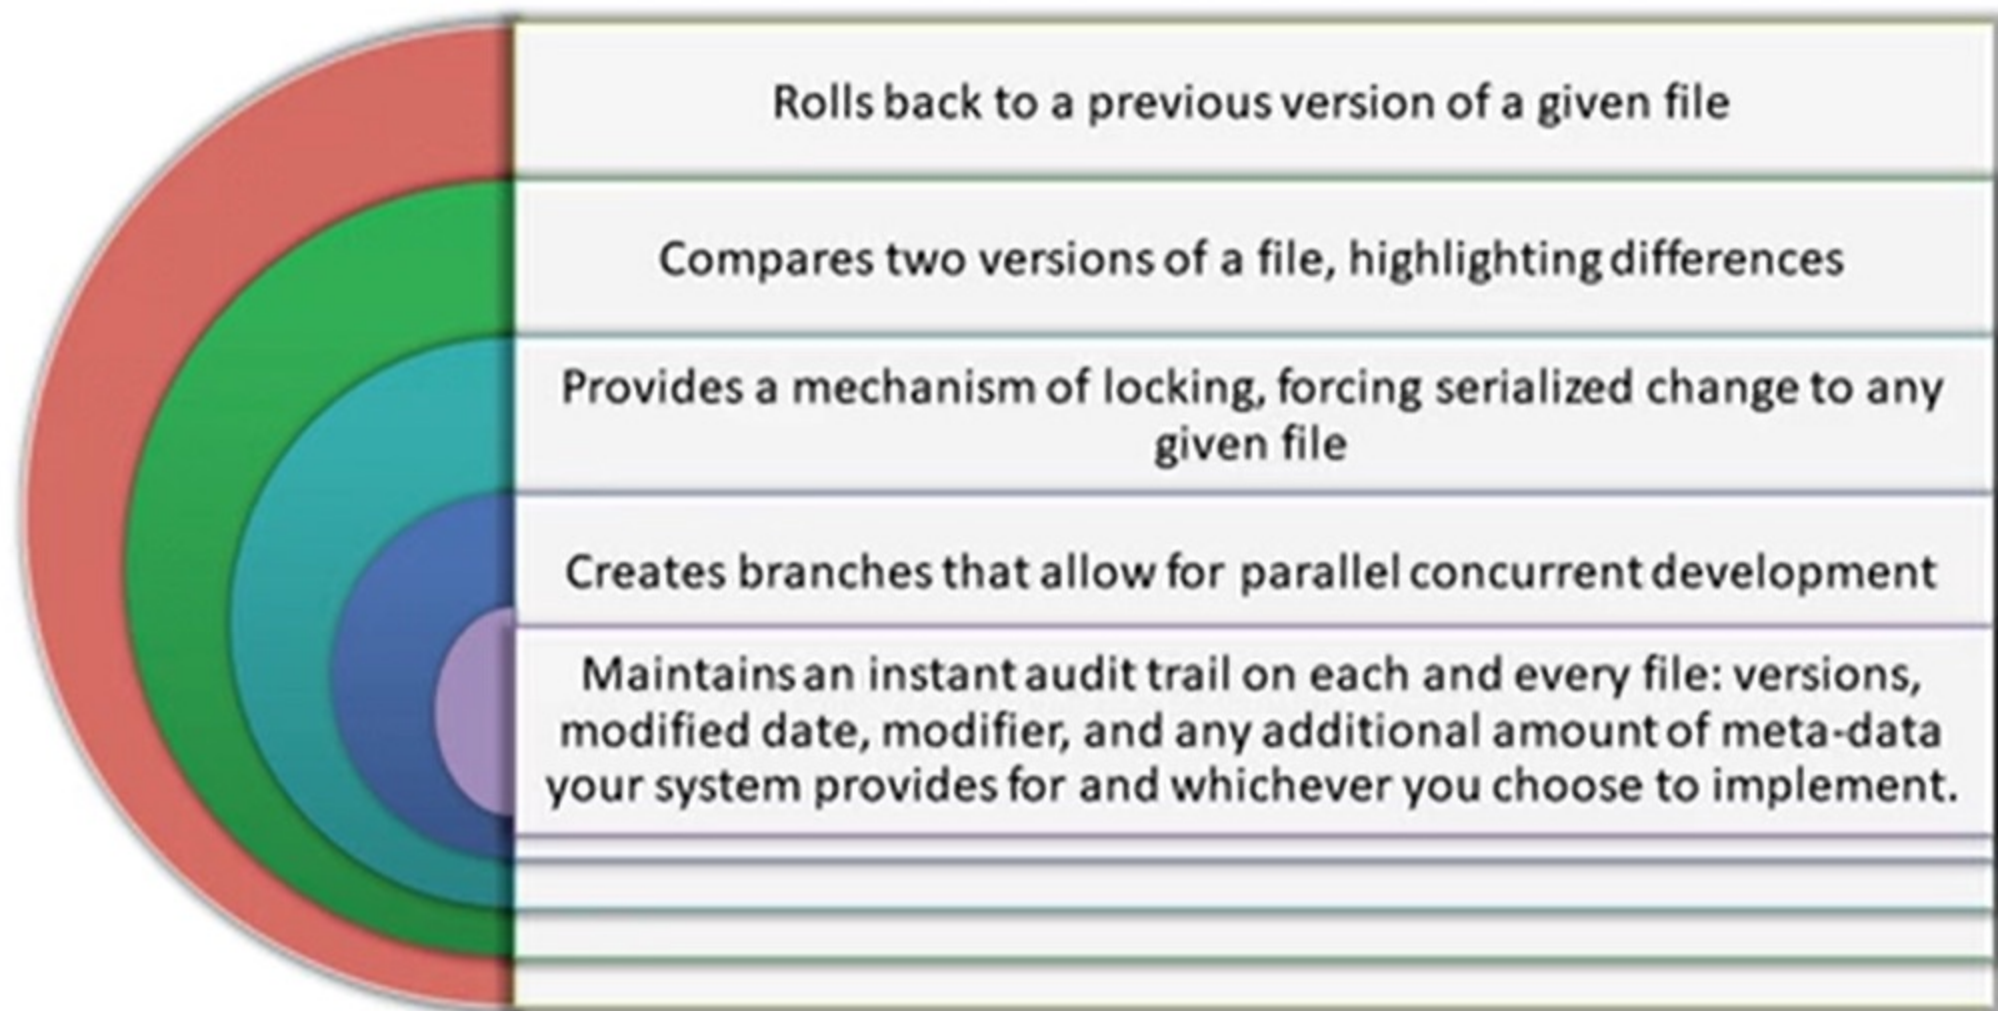 Rolls back to a previous version of a given file
Compares two versions of a file, highlighting differences
Provides a mechanism of locking, forcing serialized change to any
given file
Creates branches that allow for parallel concurrent development
Maintains an instant audit trail on each and every file: versions,
modified date, modifier, and any additional amount of meta-data
your system provides for and whichever you choose to implement.